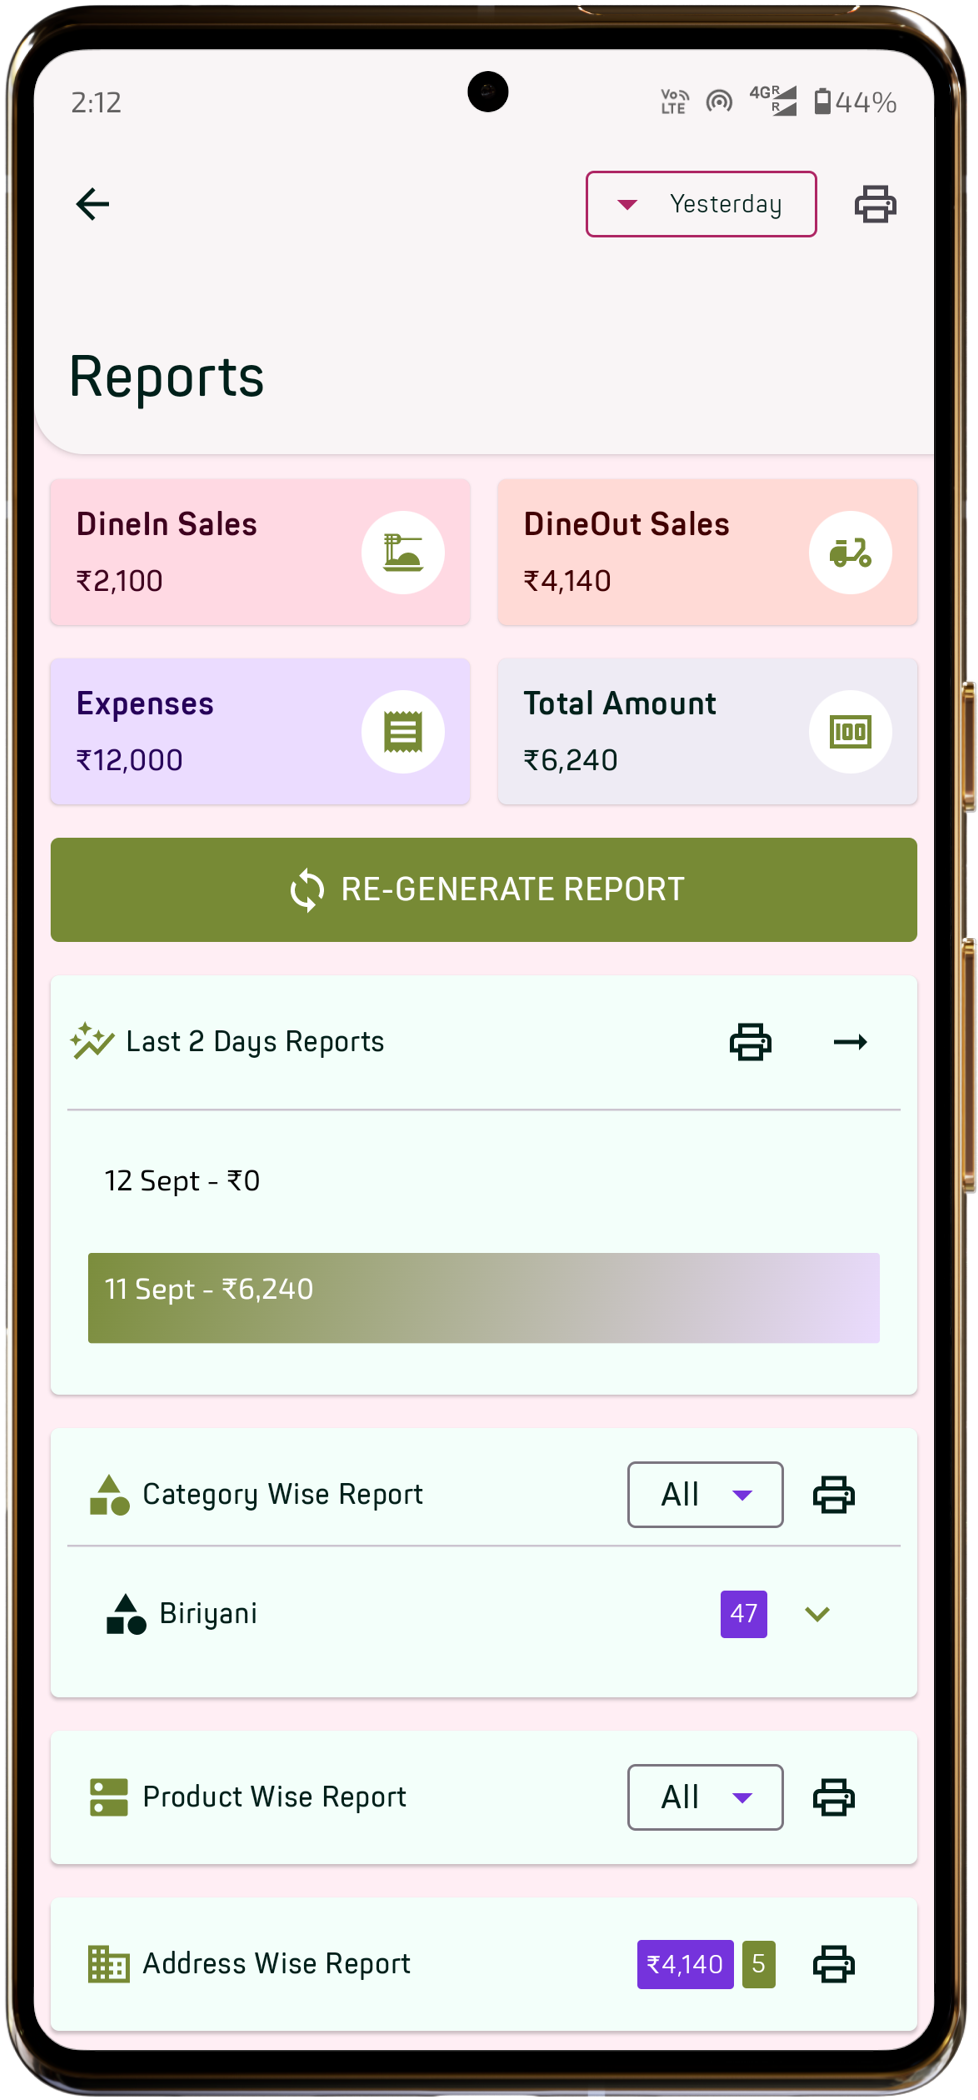 2:12
Vo LTE 4G R R 44%
Yesterday
Reports
DineIn Sales
₹2,100
DineOut Sales
₹4,140
Expenses
₹12,000
Total Amount
₹6,240
100
RE-GENERATE REPORT
Last 2 Days Reports
12 Sept - ₹0
11 Sept - ₹6,240
Category Wise Report
All
Biriyani
47
Product Wise Report
All
Address Wise Report
₹4,140 5